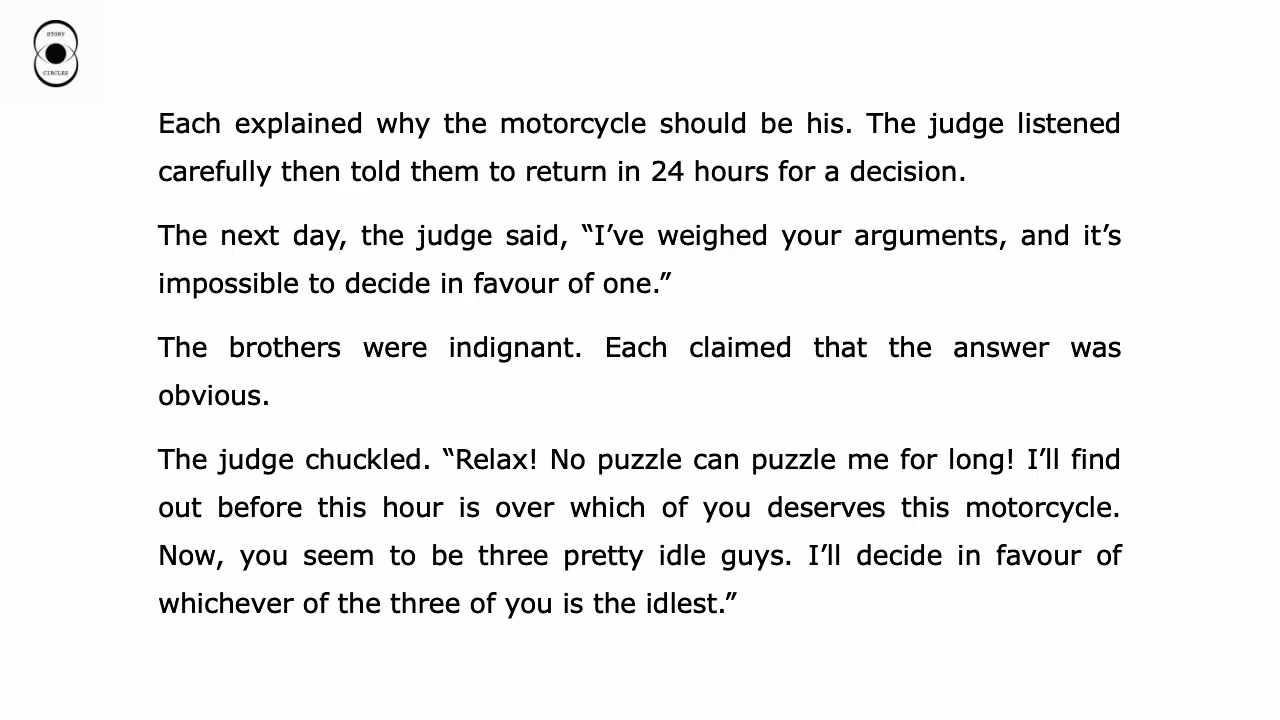 STORY
CIRCLES
Each explained why the motorcycle should be his. The judge listened
carefully then told them to return in 24 hours for a decision.
The next day, the judge said, “I’ve weighed your arguments, and it’s
impossible to decide in favour of one.”
The brothers were indignant. Each claimed that the answer was
obvious.
The judge chuckled. “Relax! No puzzle can puzzle me for long! I’ll find
out before this hour is over which of you deserves this motorcycle.
Now, you seem to be three pretty idle guys. I’ll decide in favour of
whichever of the three of you is the idlest.”